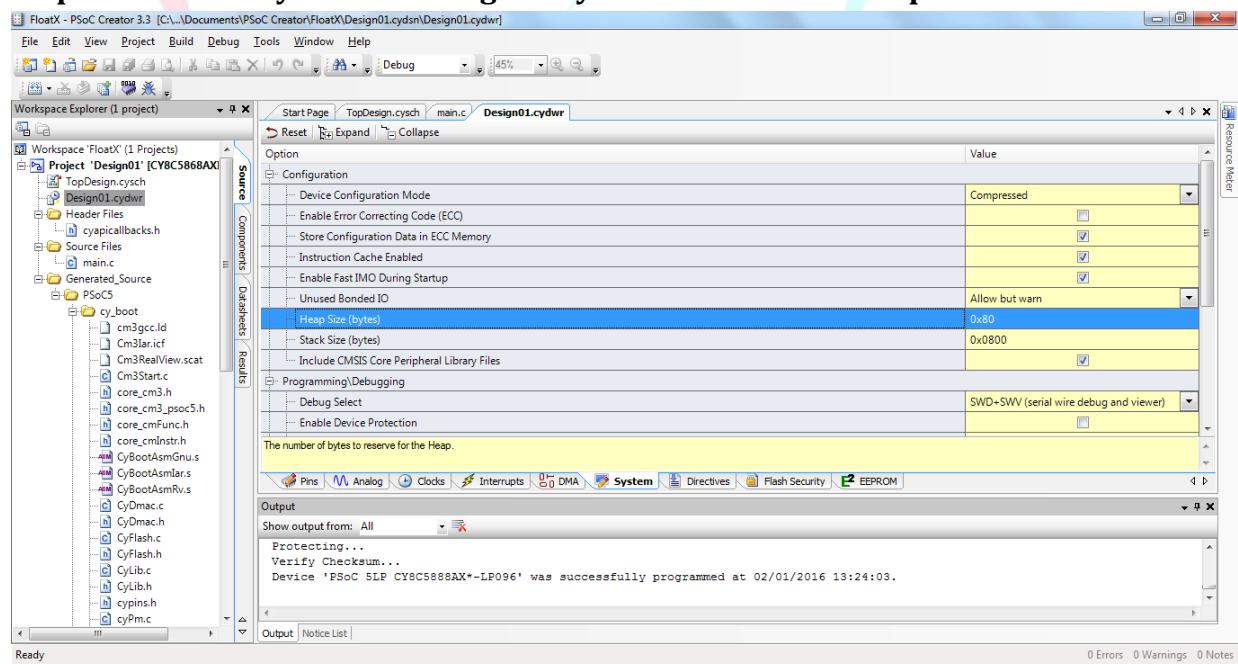 FloatX - PSoC Creator 3.3 [C:\...\Documents\PSoC Creator\FloatX\Design01.cydsn\Design01.cydwr]
File Edit View Project Build Debug Tools Window Help
Debug 45%
Workspace Explorer (1 project)
Start Page TopDesign.cysch main.c Design01.cydwr
Reset Expand Collapse
Workspace 'FloatX' (1 Projects)
Project 'Design01' [CY8C5868AXI
TopDesign.cysch
Design01.cydwr
Header Files
cyapicallbacks.h
Source Files
main.c
Generated_Source
PSoC5
cy_boot
cm3gcc.ld
Cm3Iar.icf
Cm3RealView.scat
Cm3Start.c
core_cm3.h
core_cm3_psoc5.h
core_cmFunc.h
core_cmInstr.h
CyBootAsmGnu.s
CyBootAsmIar.s
CyBootAsmRv.s
CyDmac.c
CyDmac.h
CyFlash.c
CyFlash.h
CyLib.c
CyLib.h
cypins.h
cyPm.c
Source
Components
Datasheets
Results
Option Value
Configuration
Device Configuration Mode Compressed
Enable Error Correcting Code (ECC)
Store Configuration Data in ECC Memory
Instruction Cache Enabled
Enable Fast IMO During Startup
Unused Bonded IO Allow but warn
Heap Size (bytes) 0x80
Stack Size (bytes) 0x0800
Include CMSIS Core Peripheral Library Files
Programming\Debugging
Debug Select SWD+SWV (serial wire debug and viewer)
Enable Device Protection
The number of bytes to reserve for the Heap.
Pins Analog Clocks Interrupts DMA System Directives Flash Security EEPROM
Resource Meter
Output
Show output from: All
Protecting...
Verify Checksum...
Device 'PSoC 5LP CY8C5888AX*-LP096' was successfully programmed at 02/01/2016 13:24:03.
Output Notice List
Ready 0 Errors 0 Warnings 0 Notes